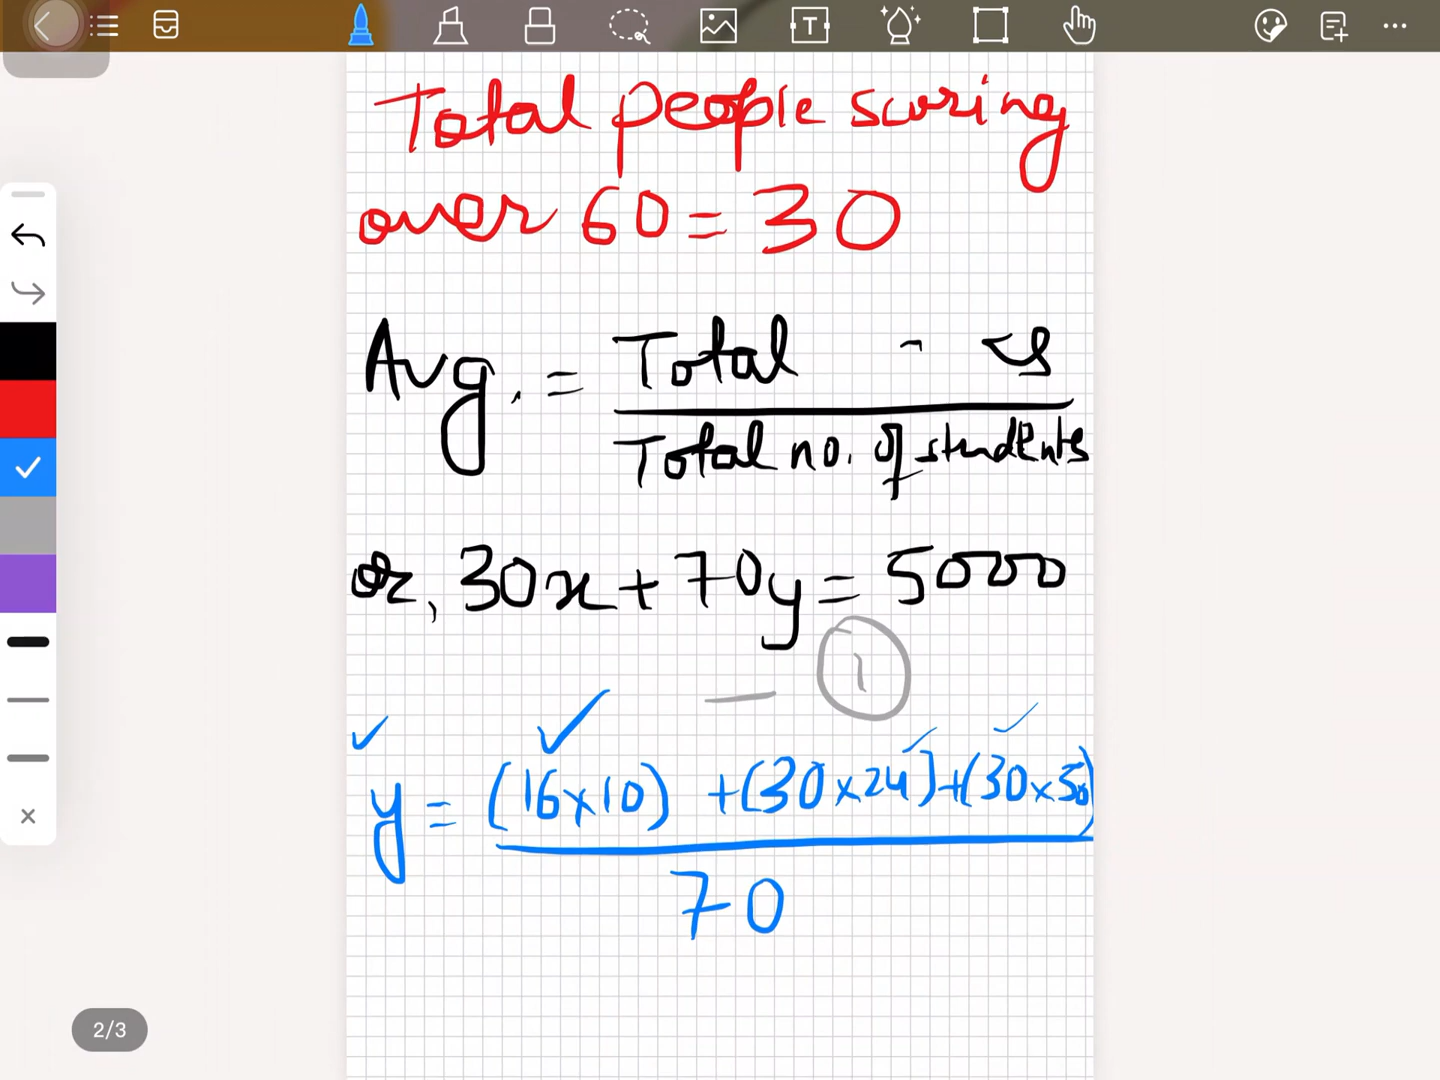 Total people scoring
over 60 = 30
Avg. = Total
Total no. of students
or, 30x + 70y = 5000
— 1
y = (16×10) + (30×24) + (30×50)
70
2/3